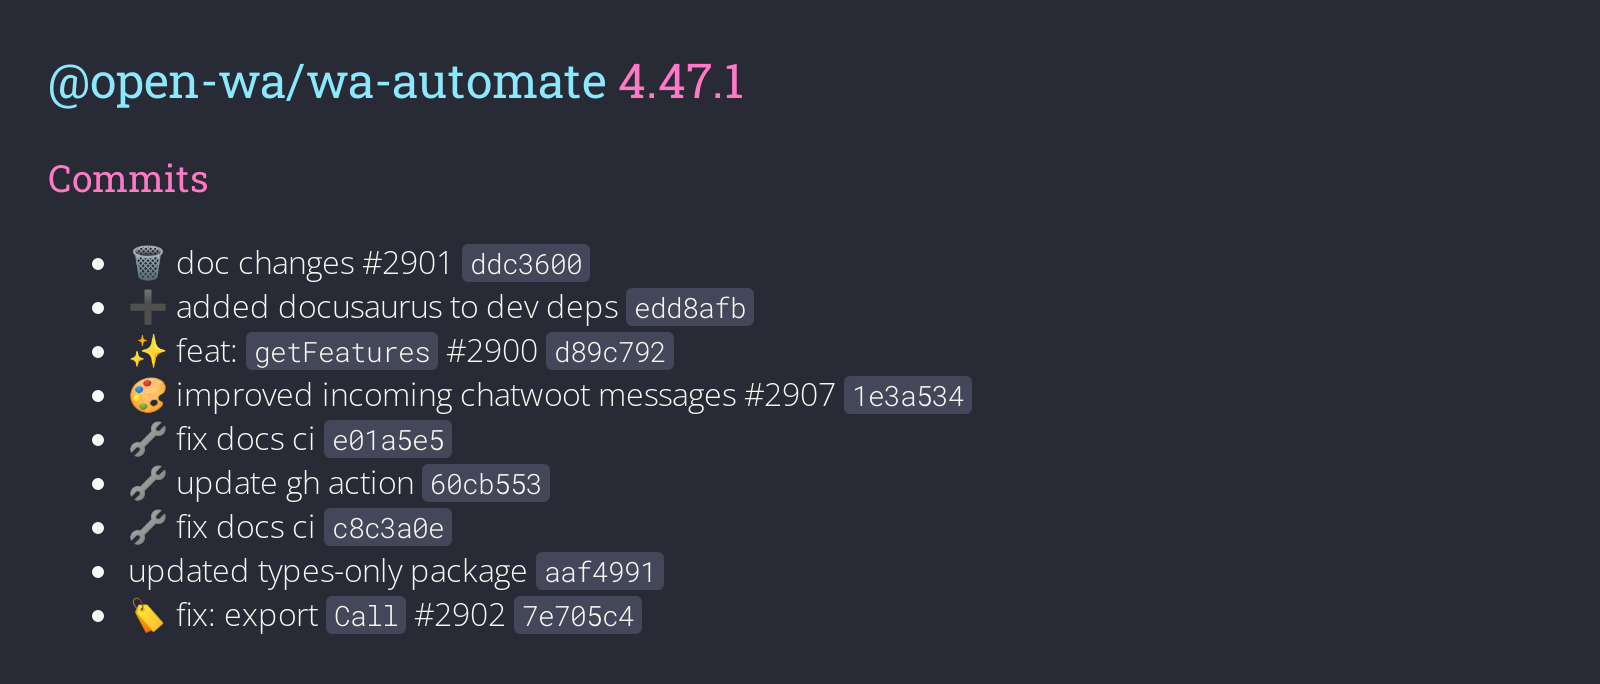 @open-wa/wa-automate 4.47.1
Commits
• 🗑️ doc changes #2901 ddc3600
• ➕ added docusaurus to dev deps edd8afb
• ✨ feat: getFeatures #2900 d89c792
• 🎨 improved incoming chatwoot messages #2907 1e3a534
• 🔧 fix docs ci e01a5e5
• 🔧 update gh action 60cb553
• 🔧 fix docs ci c8c3a0e
• updated types-only package aaf4991
• 🏷️ fix: export Call #2902 7e705c4